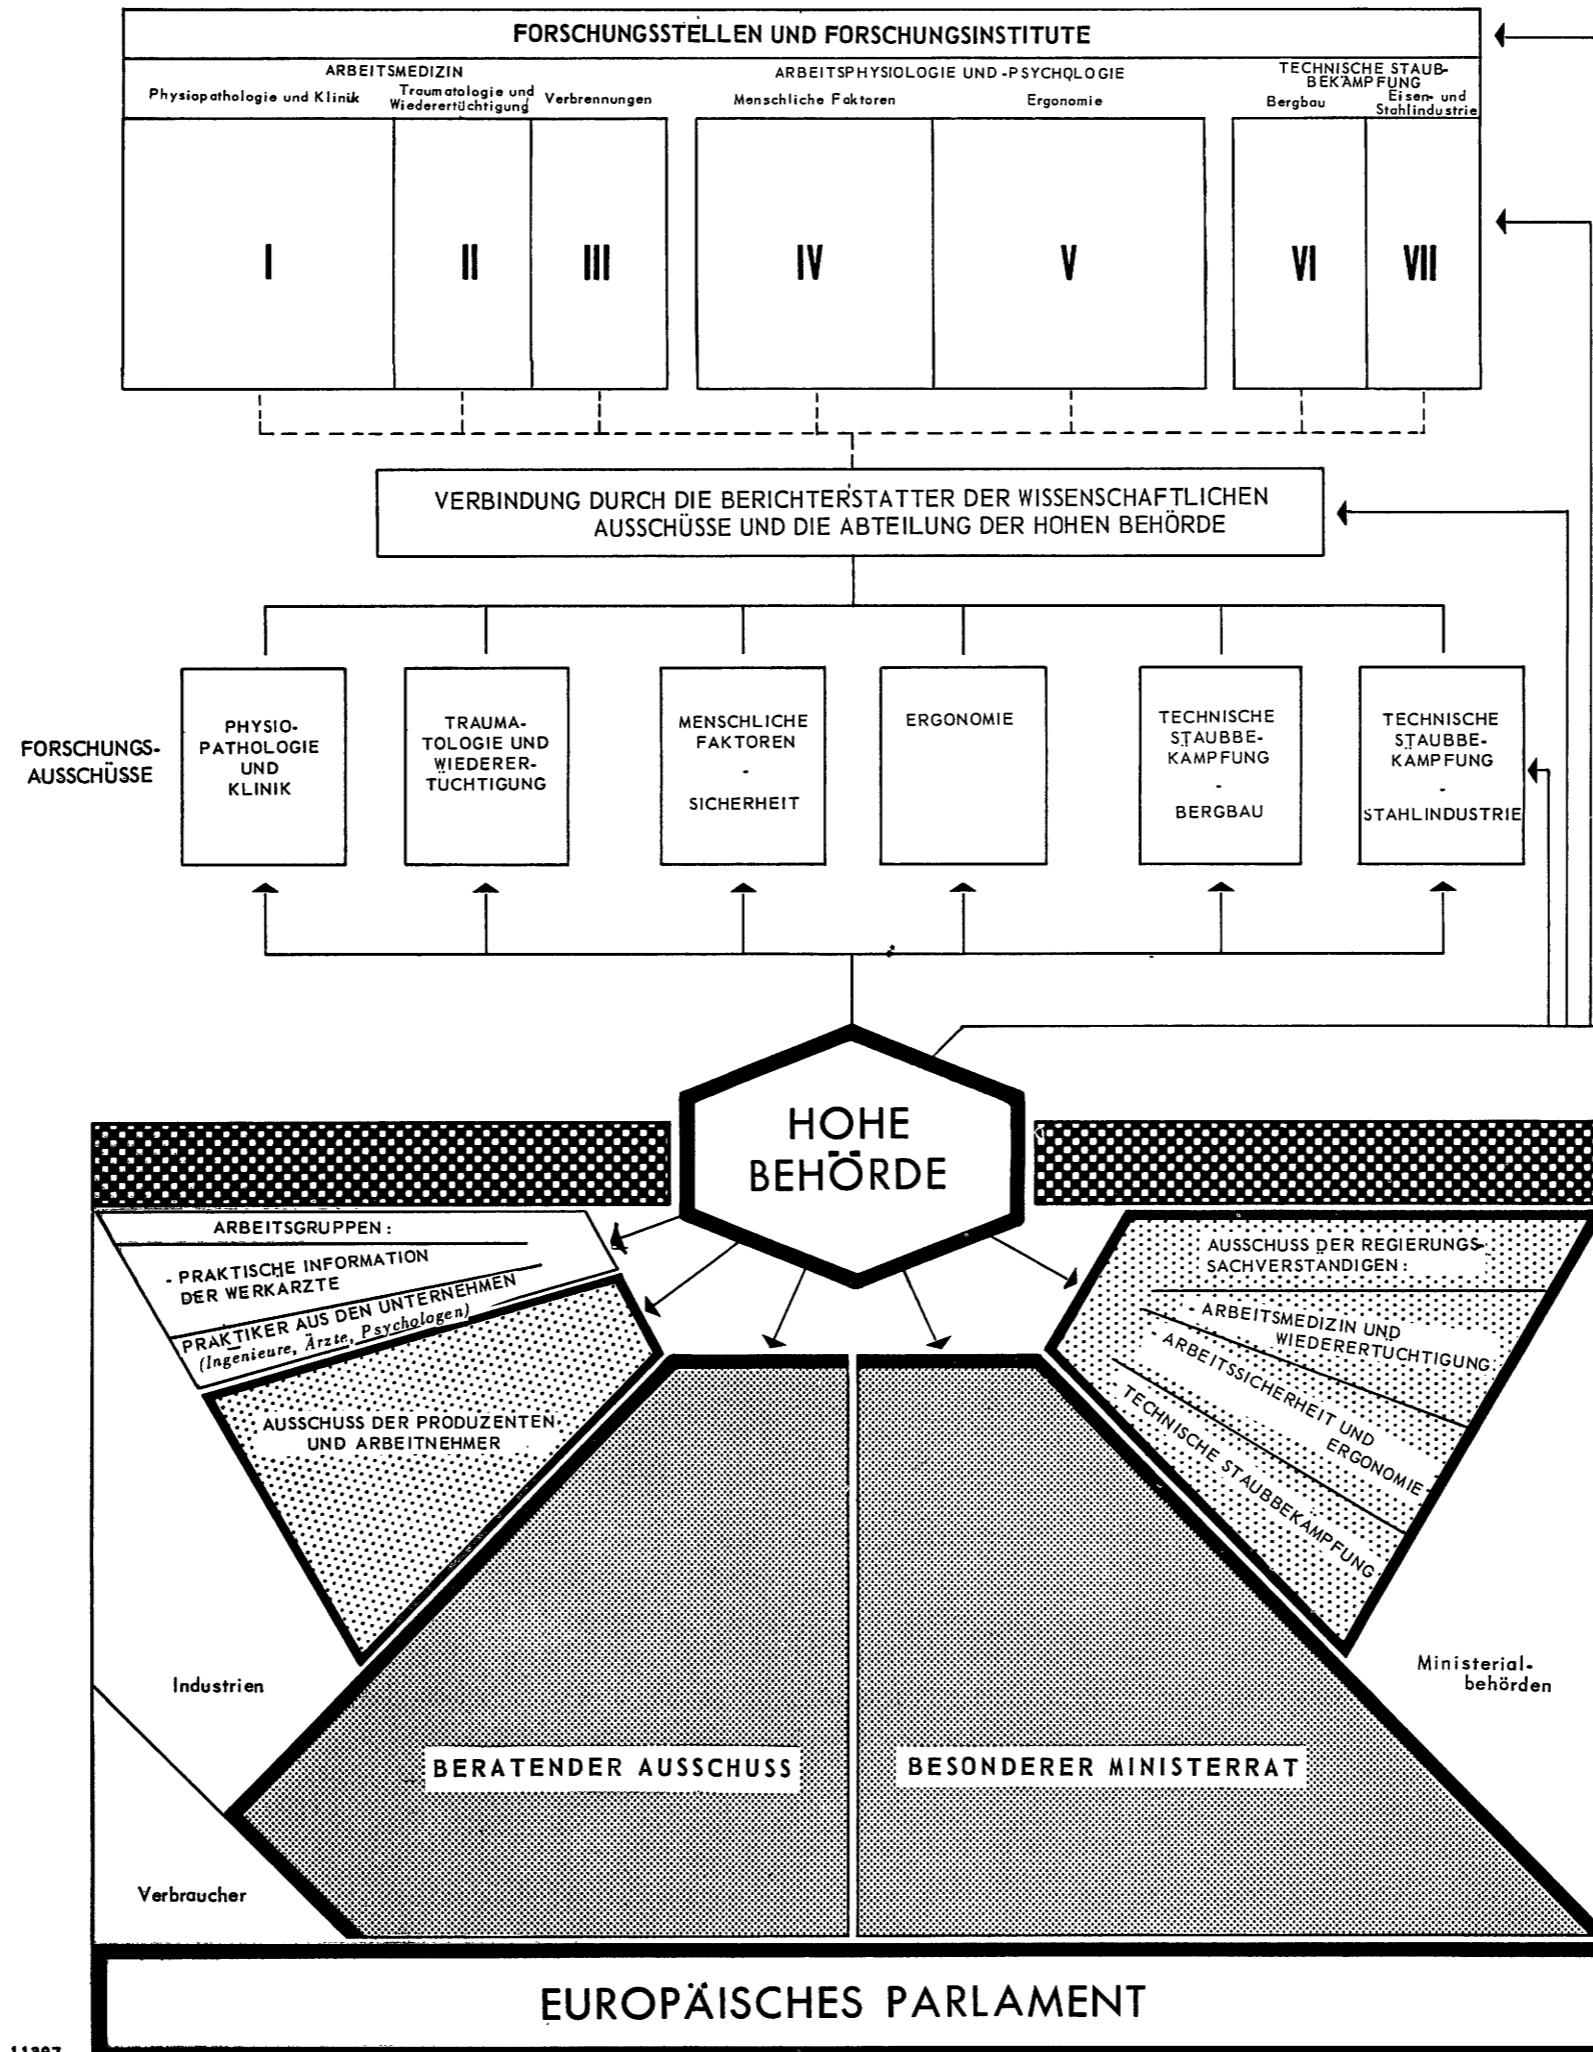 FORSCHUNGSSTELLEN UND FORSCHUNGSINSTITUTE
ARBEITSMEDIZIN
Physiopathologie und Klinik
Traumatologie und
Wiederertüchtigung
Verbrennungen
ARBEITSPHYSIOLOGIE UND -PSYCHOLOGIE
Menschliche Faktoren
Ergonomie
TECHNISCHE STAUB-
BEKÄMPFUNG
Bergbau
Eisen- und
Stahlindustrie
I
II
III
IV
V
VI
VII
VERBINDUNG DURCH DIE BERICHTERSTATTER DER WISSENSCHAFTLICHEN
AUSSCHÜSSE UND DIE ABTEILUNG DER HOHEN BEHÖRDE
FORSCHUNGS-
AUSSCHÜSSE
PHYSIO-
PATHOLOGIE
UND
KLINIK
TRAUMA-
TOLOGIE UND
WIEDERER-
TÜCHTIGUNG
MENSCHLICHE
FAKTOREN
-
SICHERHEIT
ERGONOMIE
TECHNISCHE
STAUBBE-
KÄMPFUNG
-
BERGBAU
TECHNISCHE
STAUBBE-
KÄMPFUNG
-
STAHLINDUSTRIE
HOHE
BEHÖRDE
ARBEITSGRUPPEN :
- PRAKTISCHE INFORMATION
DER WERKÄRZTE
PRAKTIKER AUS DEN UNTERNEHMEN
(Ingenieure, Ärzte, Psychologen)
AUSSCHUSS DER PRODUZENTEN
UND ARBEITNEHMER
AUSSCHUSS DER REGIERUNGS-
SACHVERSTÄNDIGEN :
- ARBEITSMEDIZIN UND
WIEDERERTÜCHTIGUNG
- ARBEITSSICHERHEIT UND
ERGONOMIE
- TECHNISCHE STAUBBEKÄMPFUNG
Industrien
Ministerial-
behörden
BERATENDER AUSSCHUSS
BESONDERER MINISTERRAT
Verbraucher
EUROPÄISCHES PARLAMENT